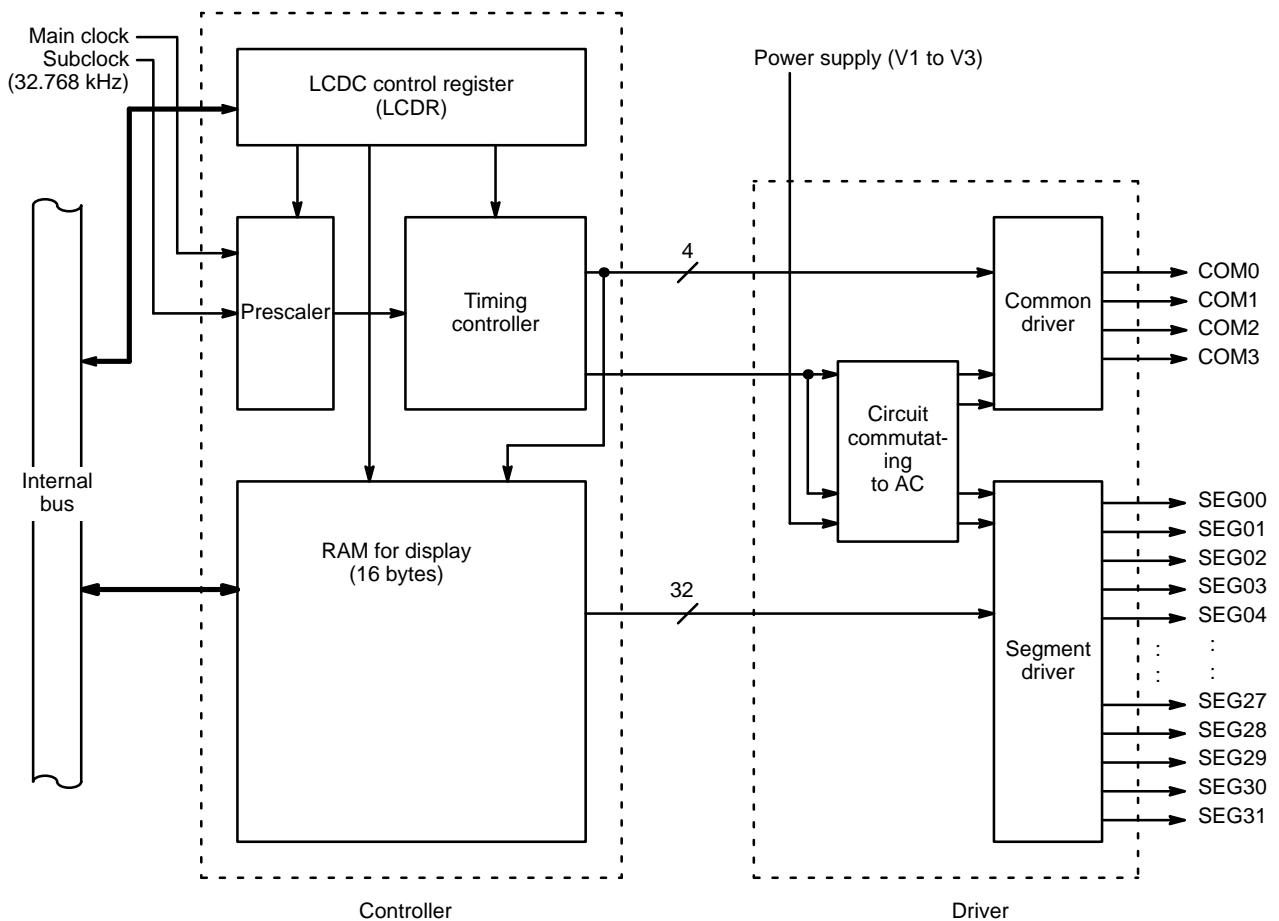 Main clock
Subclock
(32.768 kHz)
LCDC control register
(LCDR)
Power supply (V1 to V3)
Prescaler
Timing
controller
4
Common
driver
COM0
COM1
COM2
COM3
Circuit
commutat-
ing
to AC
Internal
bus
RAM for display
(16 bytes)
32
Segment
driver
SEG00
SEG01
SEG02
SEG03
SEG04
: :
: :
SEG27
SEG28
SEG29
SEG30
SEG31
Controller
Driver